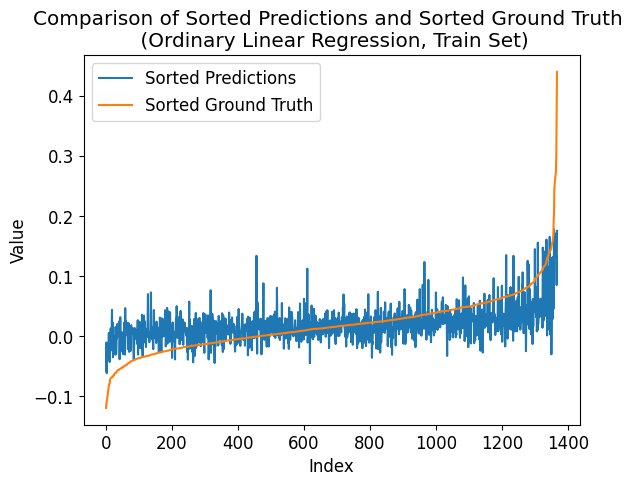 Comparison of Sorted Predictions and Sorted Ground Truth
(Ordinary Linear Regression, Train Set)
Sorted Predictions
Sorted Ground Truth
Value
0.4
0.3
0.2
0.1
0.0
−0.1
0
200
400
600
800
1000
1200
1400
Index